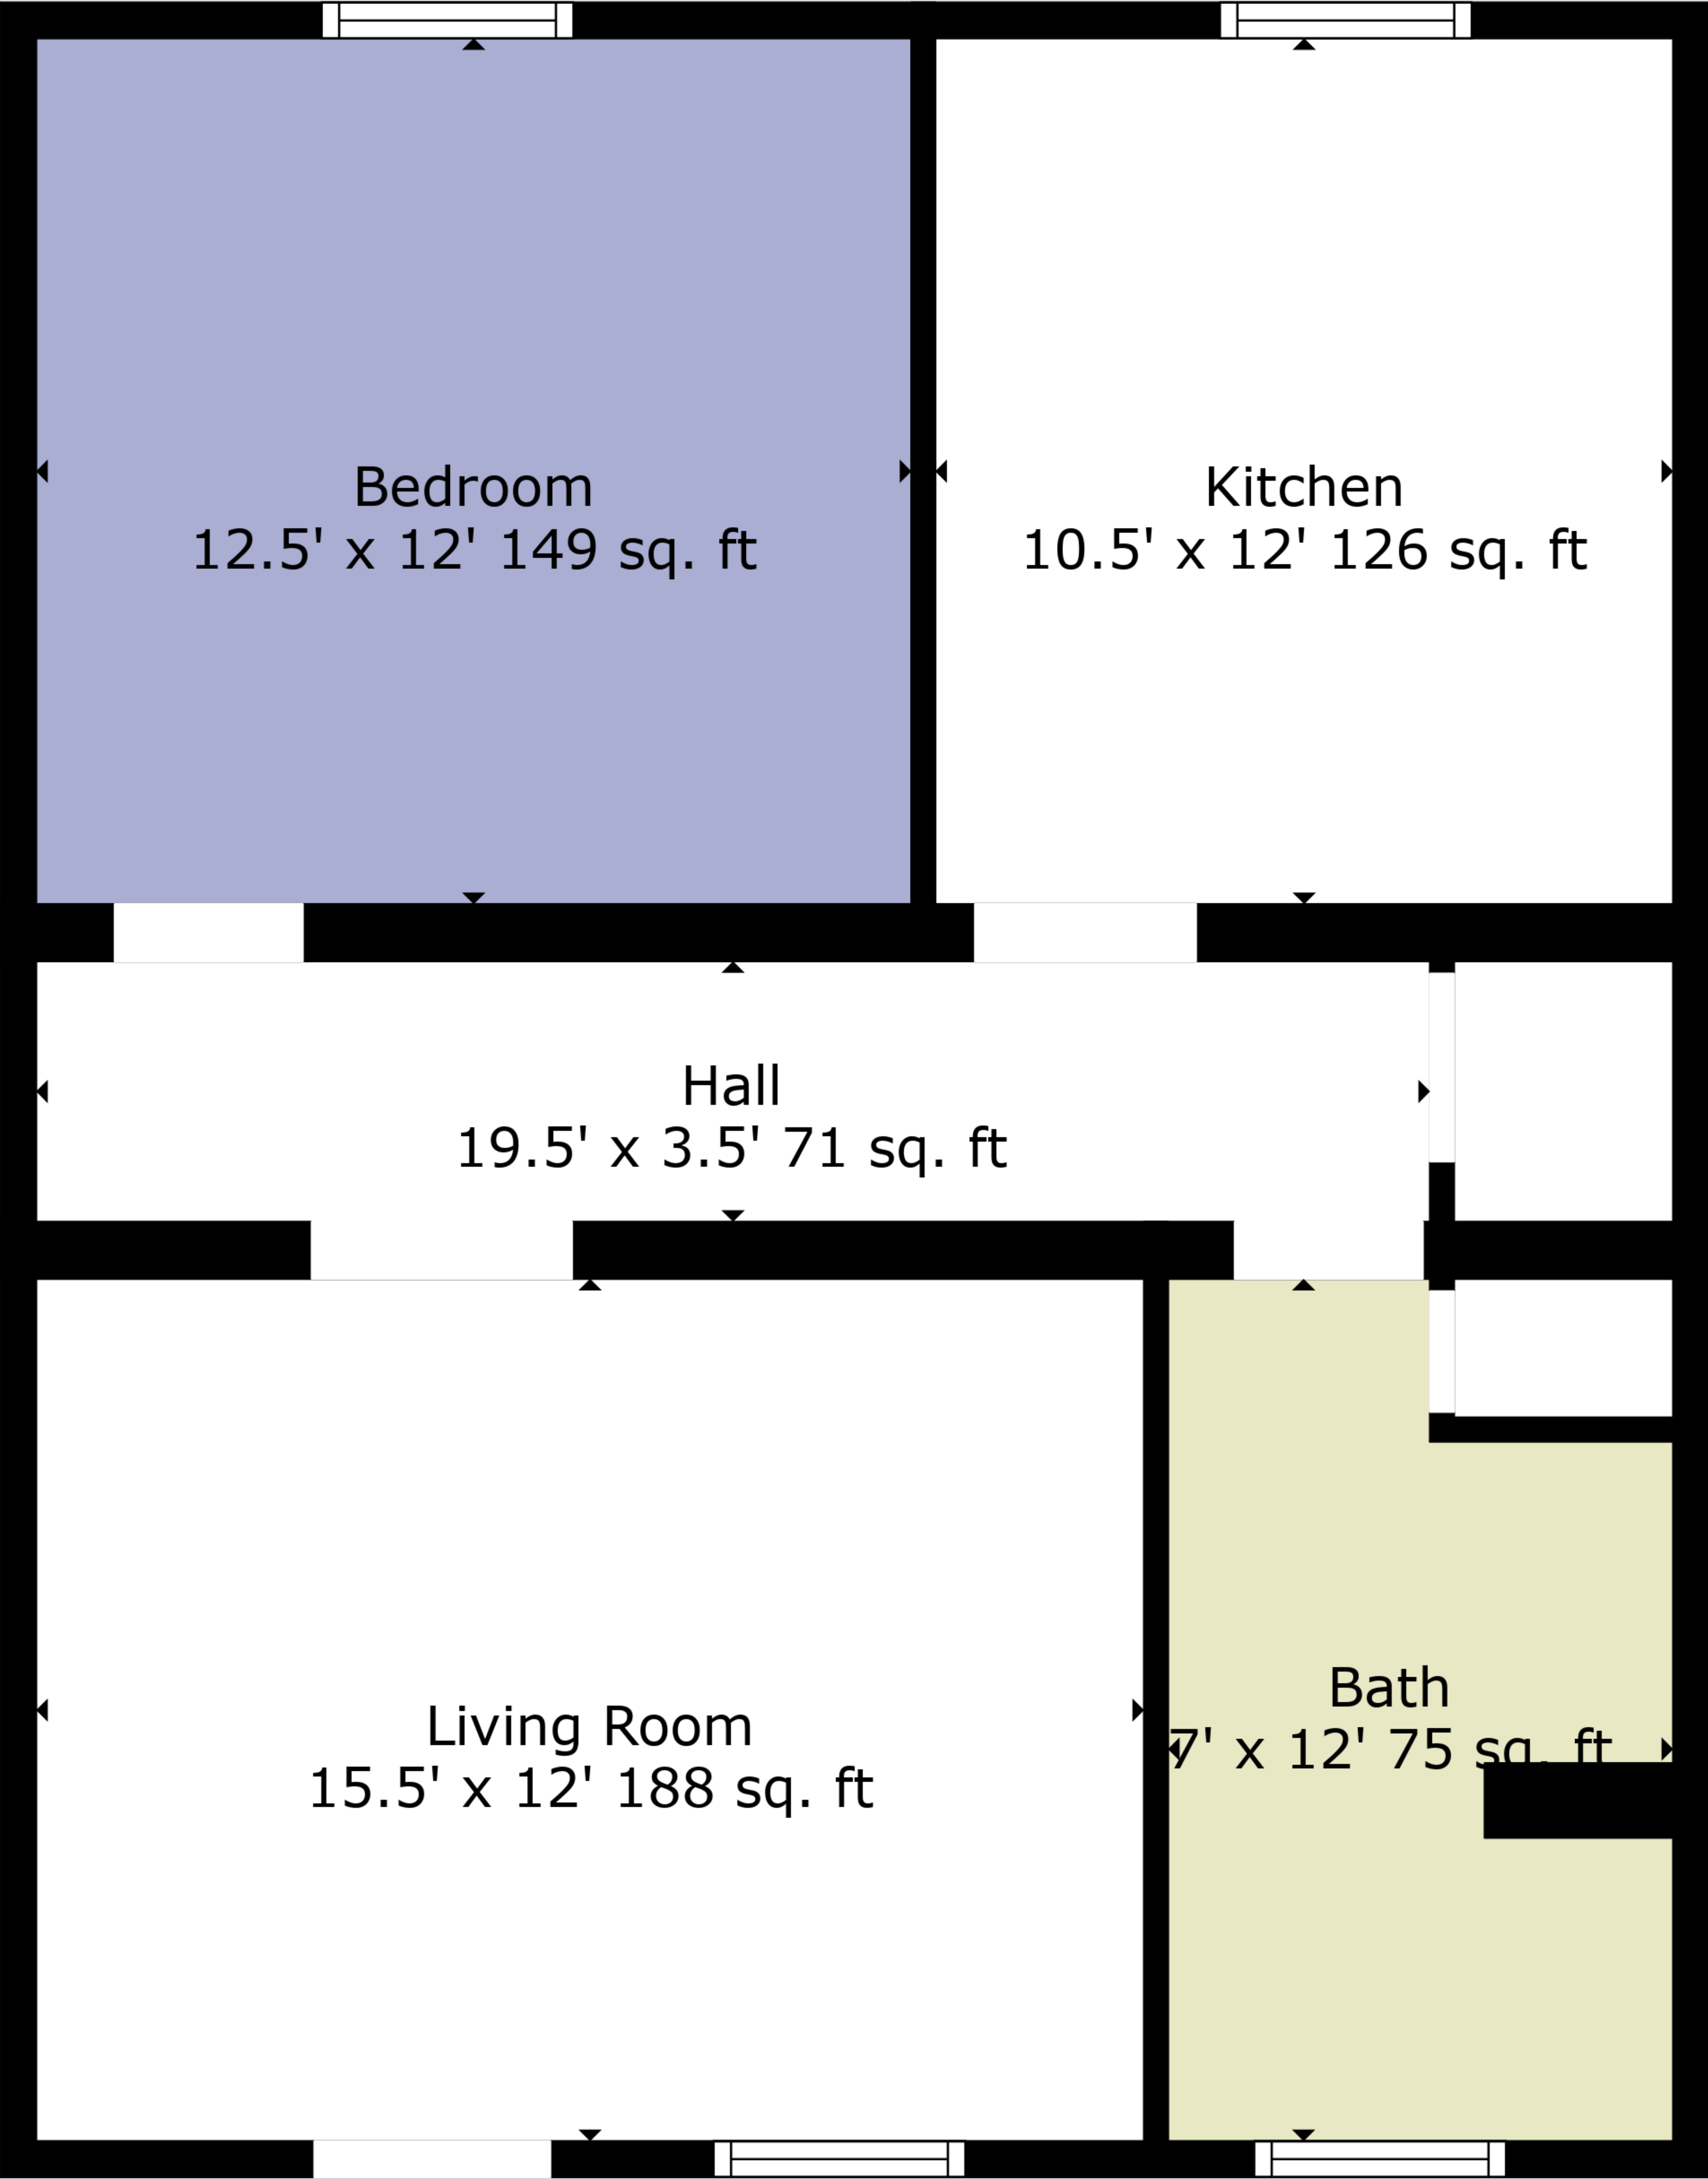 Bedroom
12.5' x 12' 149 sq. ft
Kitchen
10.5' x 12' 126 sq. ft
Hall
19.5' x 3.5' 71 sq. ft
Living Room
15.5' x 12' 188 sq. ft
Bath
7' x 12' 75 sq. ft